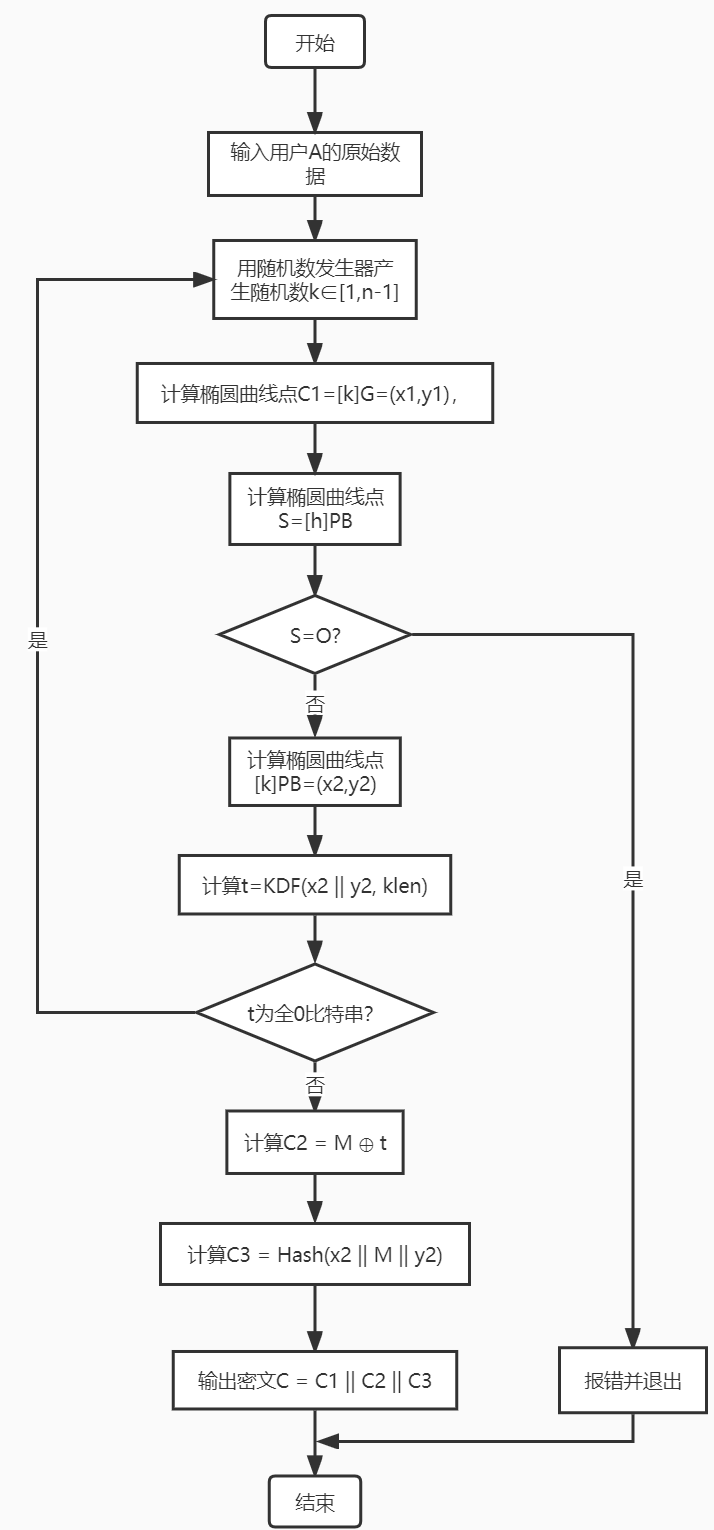 开始
输入用户A的原始数
据
用随机数发生器产
生随机数k∈[1,n-1]
计算椭圆曲线点C1=[k]G=(x1,y1)，
计算椭圆曲线点
S=[h]PB
S=O?
否
计算椭圆曲线点
[k]PB=(x2,y2)
计算t=KDF(x2 || y2, klen)
t为全0比特串?
是
否
计算C2 = M ⊕ t
计算C3 = Hash(x2 || M || y2)
输出密文C = C1 || C2 || C3
是
报错并退出
结束